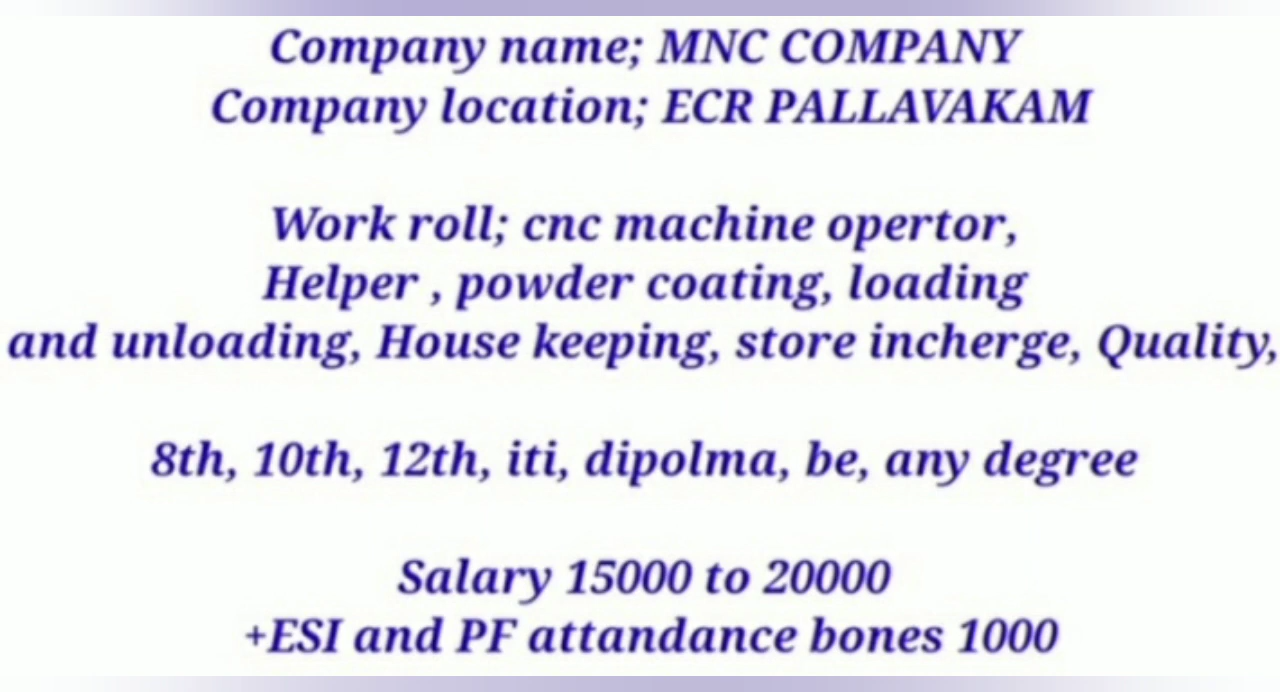 Company name; MNC COMPANY
Company location; ECR PALLAVAKAM
Work roll; cnc machine opertor,
Helper , powder coating, loading
and unloading, House keeping, store incherge, Quality,
8th, 10th, 12th, iti, dipolma, be, any degree
Salary 15000 to 20000
+ESI and PF attandance bones 1000